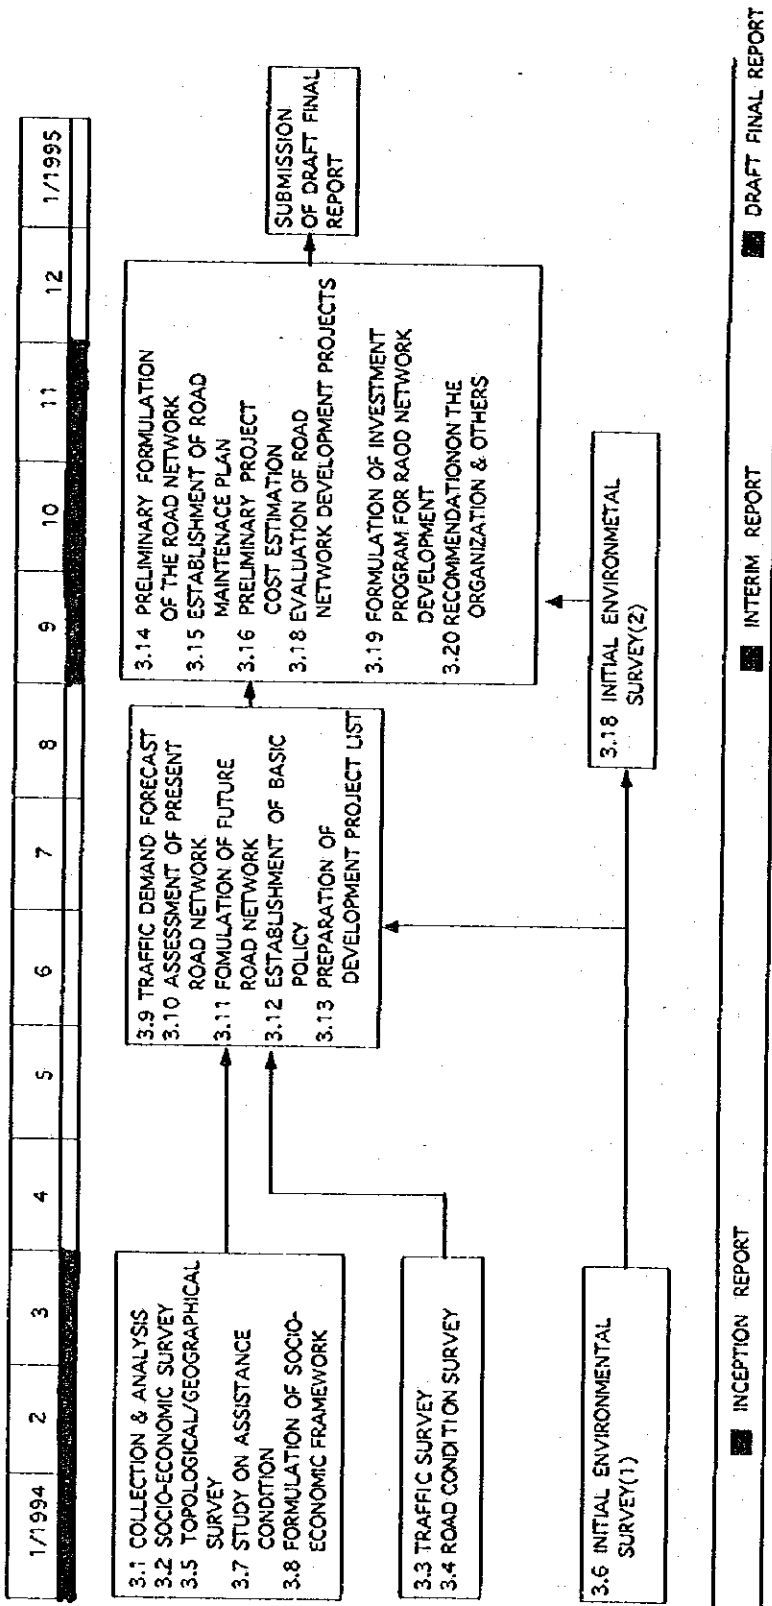 1/1994 2 3 4 5 6 7 8 9 10 11 12 1/1995
3.1 COLLECTION & ANALYSIS
3.2 SOCIO-ECONOMIC SURVEY
3.5 TOPOLOGICAL/GEOGRAPHICAL
SURVEY
3.7 STUDY ON ASSISTANCE
CONDITION
3.8 FORMULATION OF SOCIO-
ECONOMIC FRAMEWORK
3.3 TRAFFIC SURVEY
3.4 ROAD CONDITION SURVEY
3.6 INITIAL ENVIRONMENTAL
SURVEY(1)
3.9 TRAFFIC DEMAND FORECAST
3.10 ASSESSMENT OF PRESENT
ROAD NETWORK
3.11 FOMULATION OF FUTURE
ROAD NETWORK
3.12 ESTABLISHMENT OF BASIC
POLICY
3.13 PREPARATION OF
DEVELOPMENT PROJECT LIST
3.14 PRELIMINARY FORMULATION
OF THE ROAD NETWORK
3.15 ESTABLISHMENT OF ROAD
MAINTENACE PLAN
3.16 PRELIMINARY PROJECT
COST ESTIMATION
3.18 EVALUATION OF ROAD
NETWORK DEVELOPMENT PROJECTS
3.19 FORMULATION OF INVESTMENT
PROGRAM FOR RAOD NETWORK
DEVELOPMENT
3.20 RECOMMENDATIONON THE
ORGANIZATION & OTHERS
3.18 INITIAL ENVIRONMETAL
SURVEY(2)
SUBMISSION
OF DRAFT FINAL
REPORT
INCEPTION REPORT
INTERIM REPORT
DRAFT FINAL REPORT